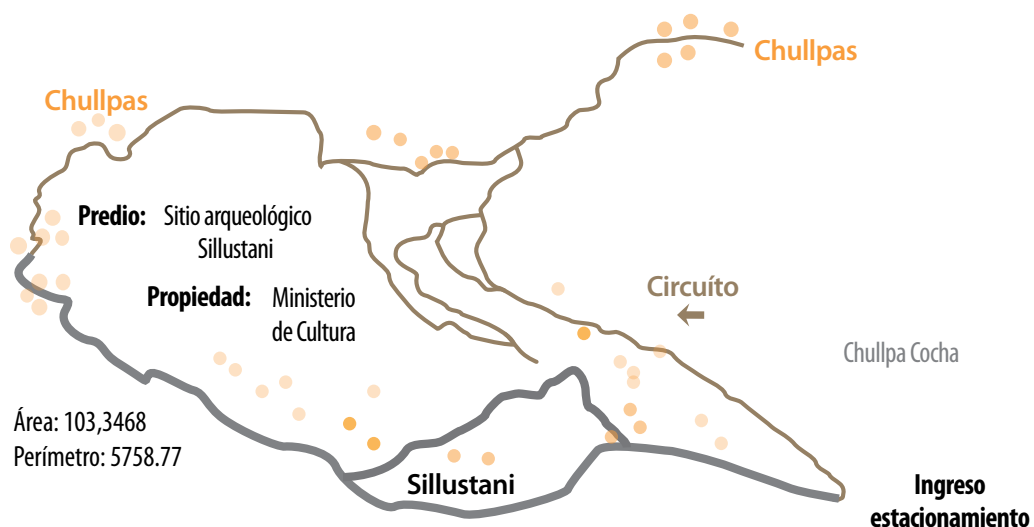 Chullpas
Chullpas
Predio: Sitio arqueológico
Sillustani
Propiedad: Ministerio
de Cultura
Circuíto
Chullpa Cocha
Área: 103,3468
Perímetro: 5758.77
Sillustani
Ingreso
estacionamiento